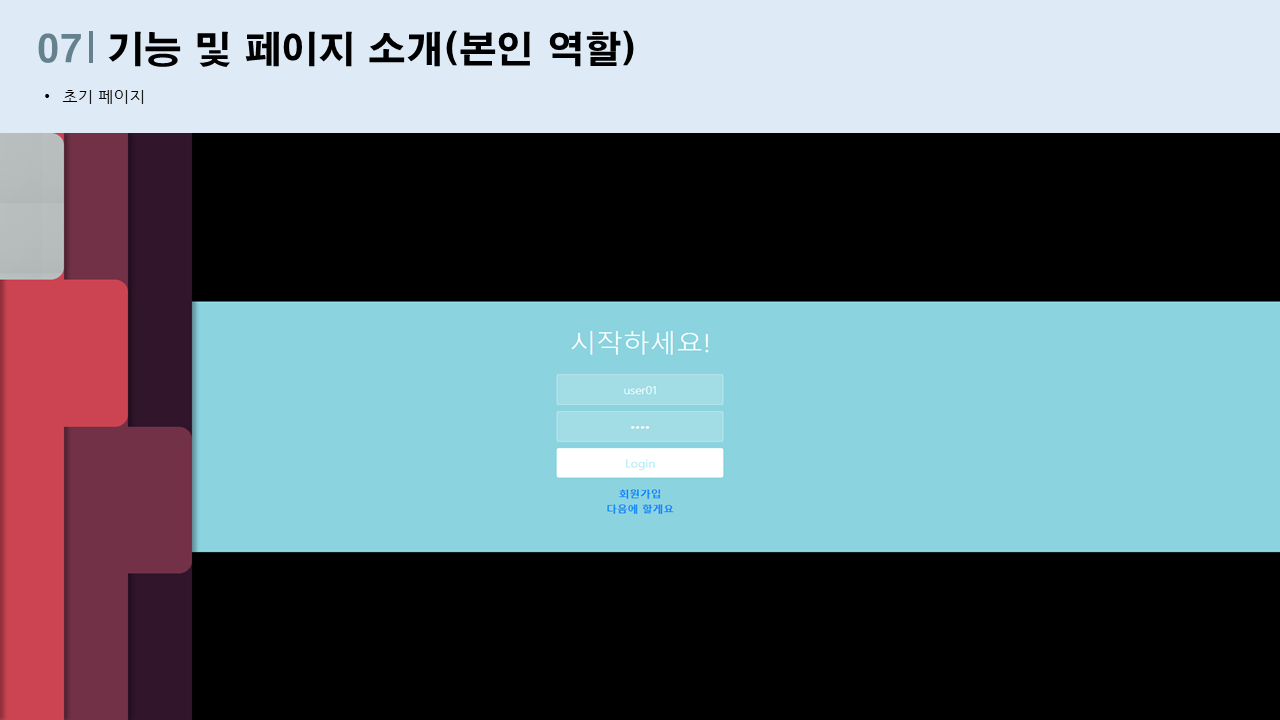 07| 기능 및 페이지 소개(본인 역할)
• 초기 페이지
시작하세요!
user01
••••
Login
회원가입
다음에 할게요